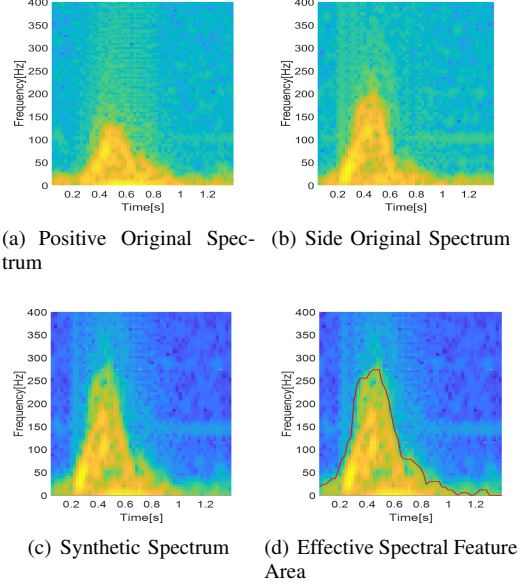 400
350
300
250
200
150
100
50
0
Frequency[Hz]
0.2 0.4 0.6 0.8 1 1.2
Time[s]
400
350
300
250
200
150
100
50
0
Frequency[Hz]
0.2 0.4 0.6 0.8 1 1.2
Time[s]
(a) Positive Original Spec-
trum
(b) Side Original Spectrum
400
350
300
250
200
150
100
50
0
Frequency[Hz]
0.2 0.4 0.6 0.8 1 1.2
Time[s]
400
350
300
250
200
150
100
50
0
Frequency[Hz]
0.2 0.4 0.6 0.8 1 1.2
Time[s]
(c) Synthetic Spectrum
(d) Effective Spectral Feature
Area